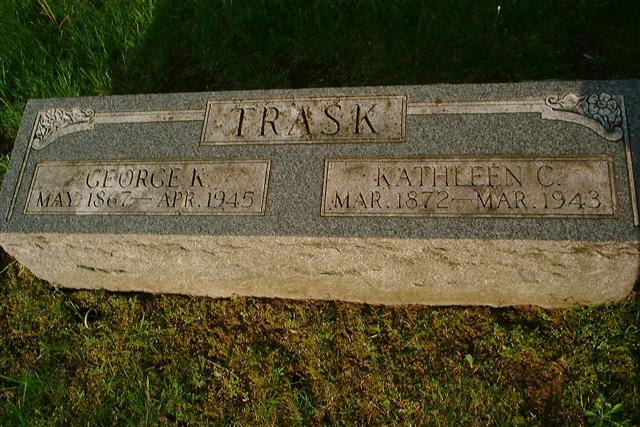 TRASK
GEORGE K.
MAY. 1867—APR. 1945
KATHLEEN C.
MAR. 1872—MAR. 1943